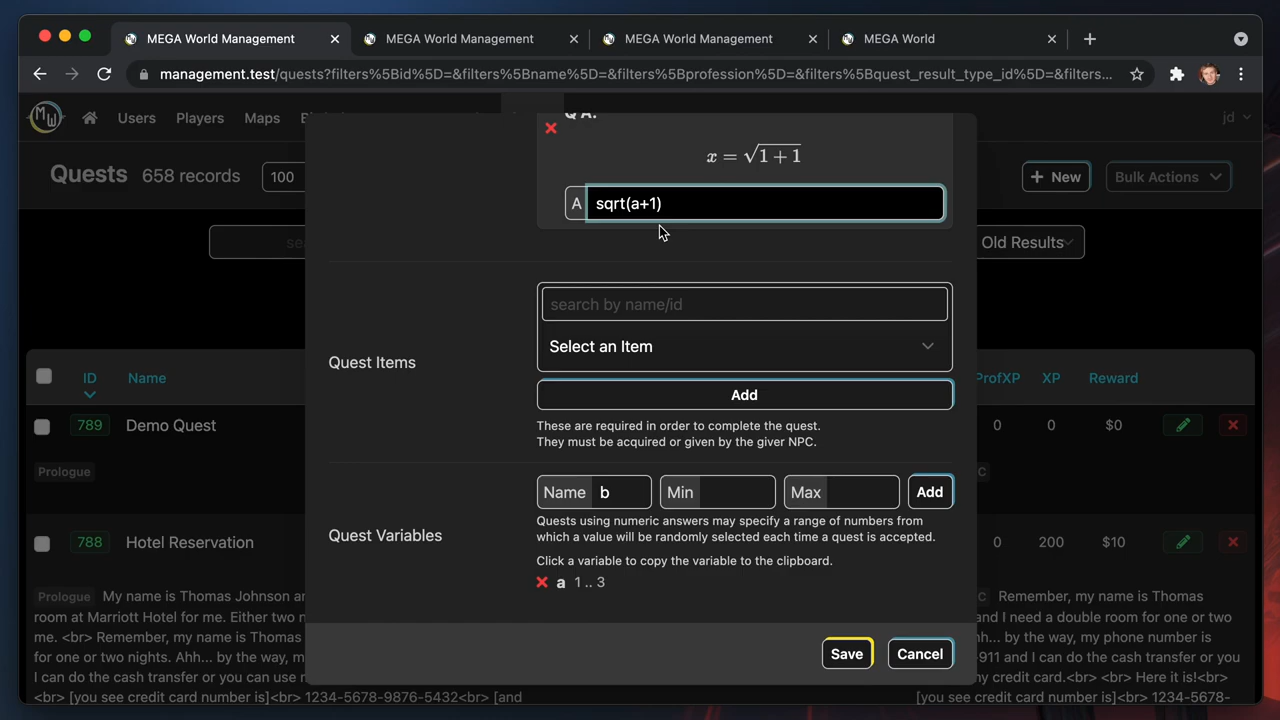 MEGA World Management
MEGA World Management
MEGA World Management
MEGA World
management.test/quests?filters%5Bid%5D=&filters%5Bname%5D=&filters%5Bprofession%5D=&filters%5Bquest_result_type_id%5D=&filters...
MW
Users
Players
Maps
jd
Quests
658 records
100
+ New
Bulk Actions
Old Results
x = √1 + 1
A
sqrt(a+1)
search by name/id
Select an Item
Quest Items
Add
These are required in order to complete the quest.
They must be acquired or given by the giver NPC.
ID
Name
ProfXP
XP
Reward
789
Demo Quest
0
0
$0
Prologue
Name b
Min
Max
Add
Quests using numeric answers may specify a range of numbers from
which a value will be randomly selected each time a quest is accepted.
Quest Variables
Click a variable to copy the variable to the clipboard.
a 1 .. 3
788
Hotel Reservation
0
200
$10
Prologue My name is Thomas Johnson
room at Marriott Hotel for me. Either two
me. <br> Remember, my name is Thomas
for one or two nights. Ahh... by the way, m
I can do the cash transfer or you can use
<br> [you see credit card number is]<br> 1234-5678-9876-5432<br> [and
Remember, my name is Thomas
and I need a double room for one or two
by the way, my phone number is
-911 and I can do the cash transfer or
my credit card.<br> <br> Here it is!<br>
[you see credit card number is]<br> 1234-5678-
Save
Cancel